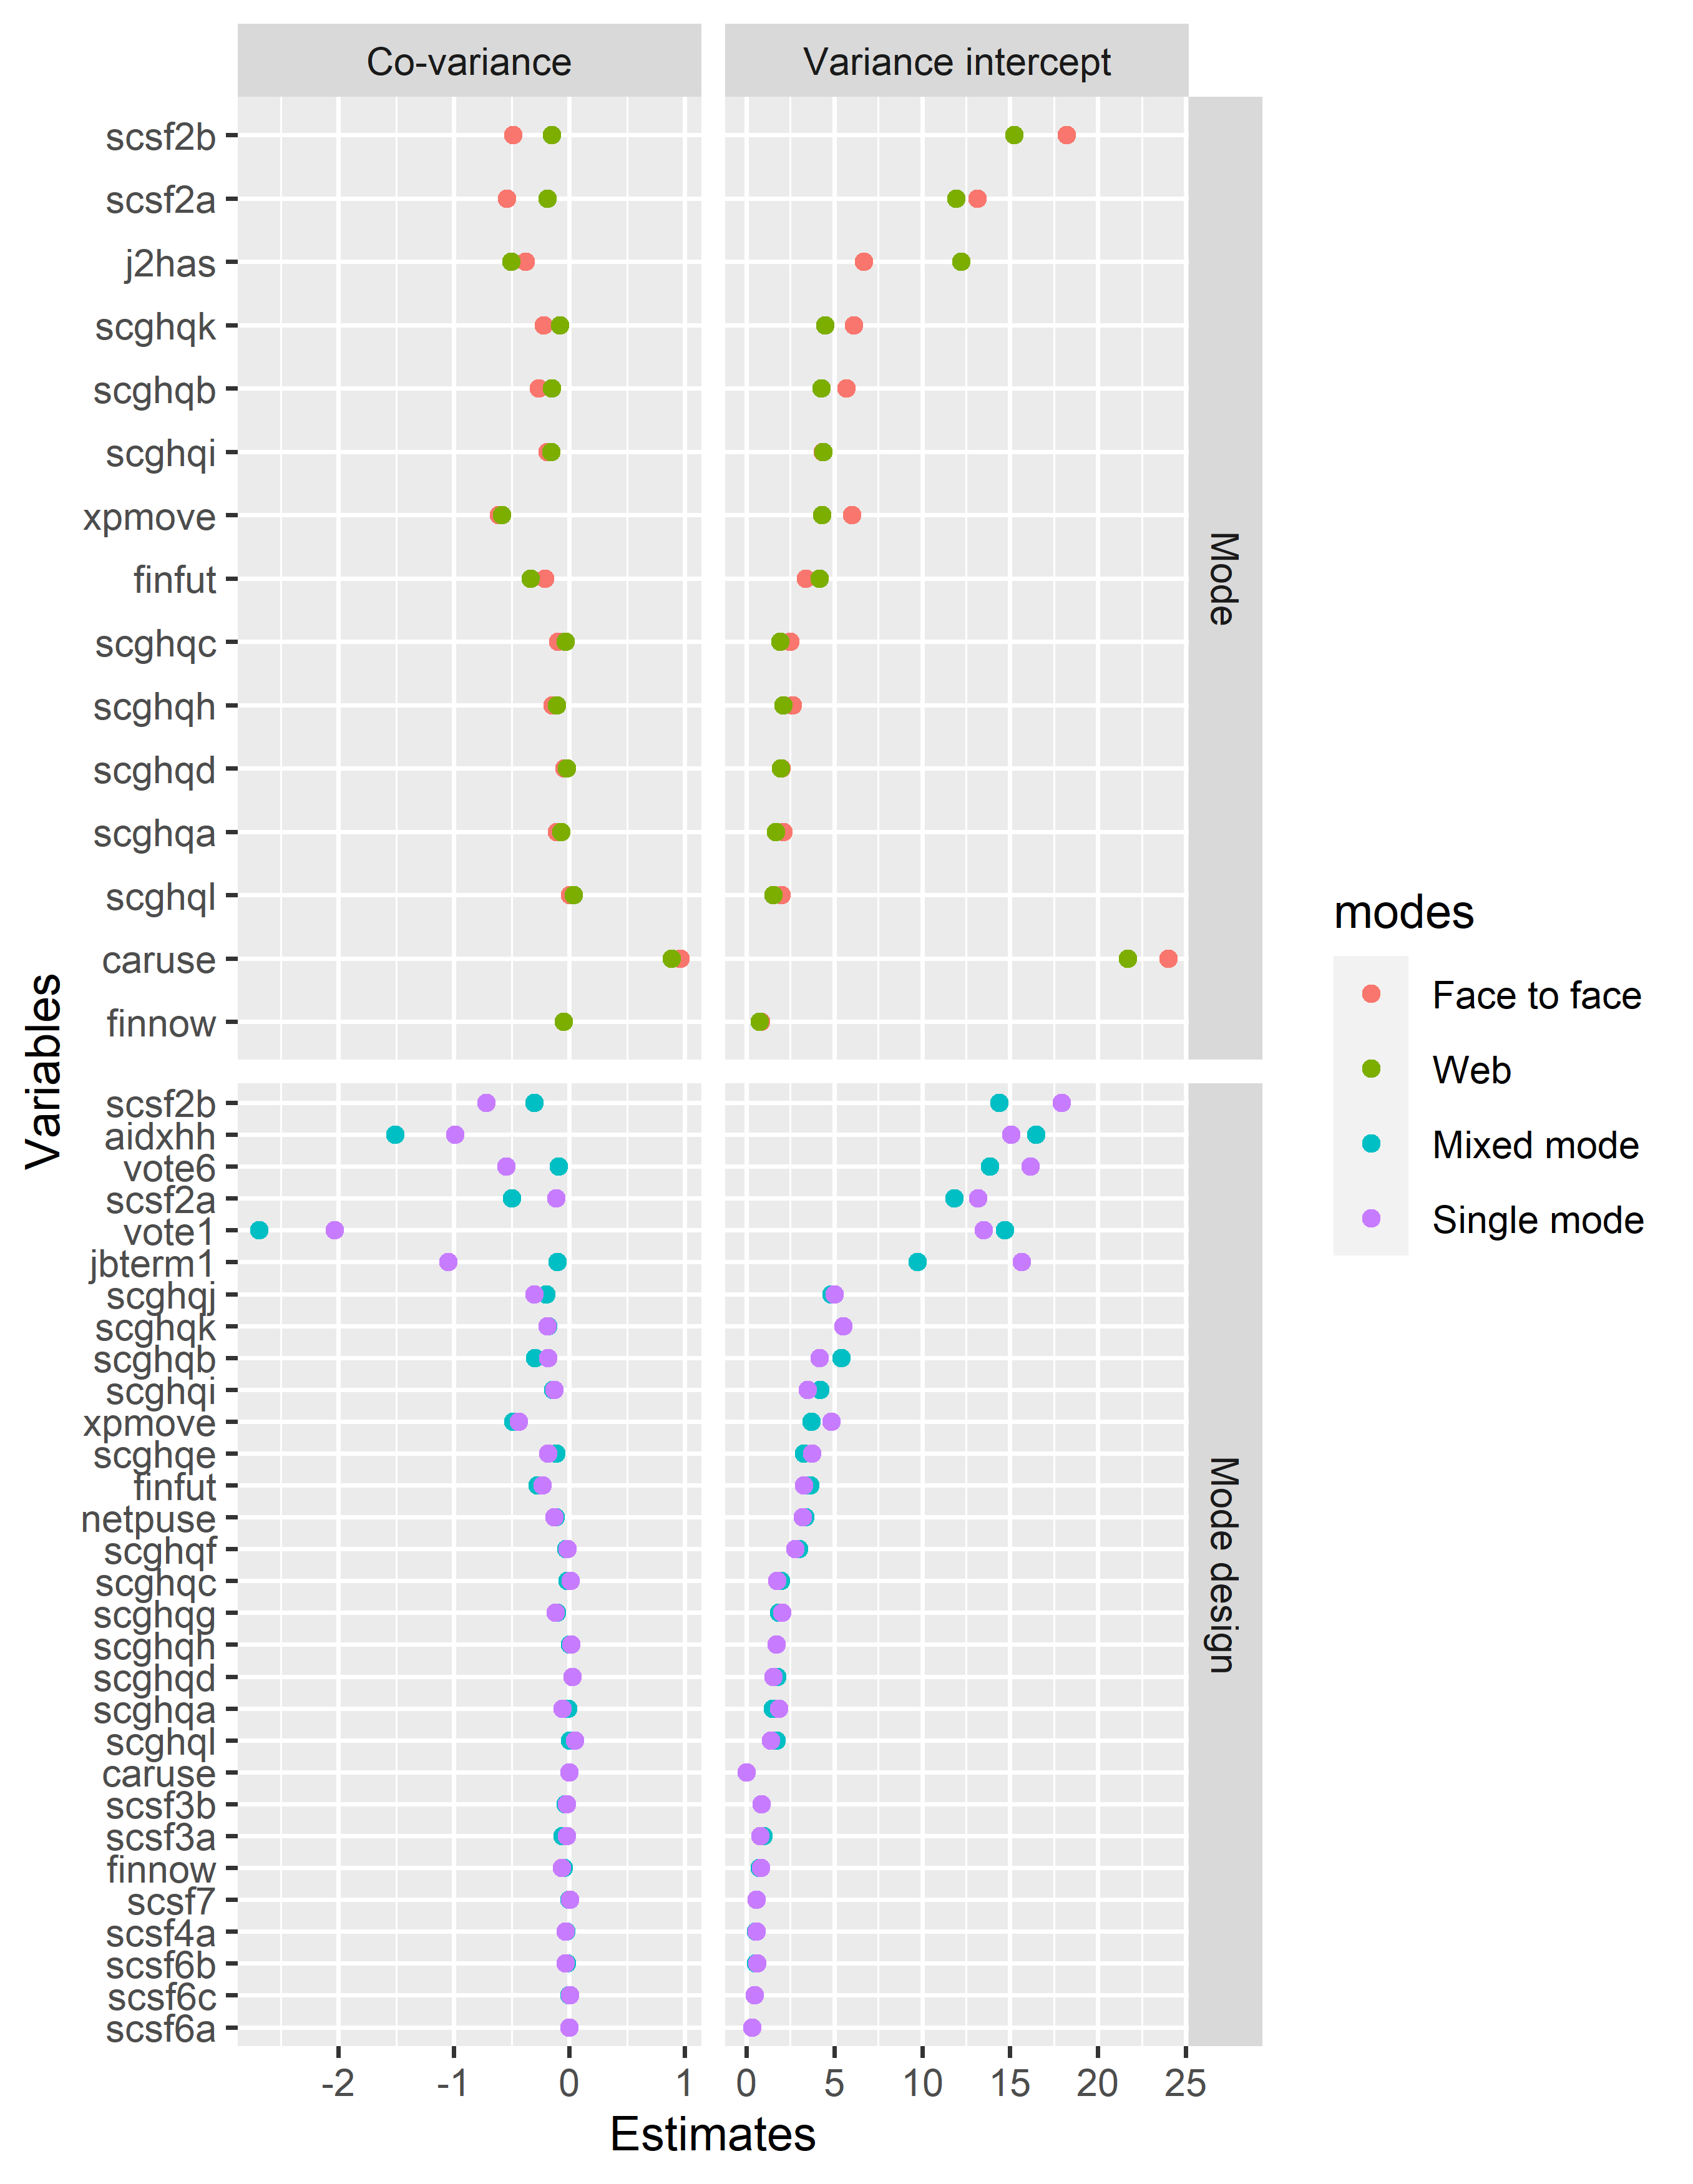 Co-variance
Variance intercept
Variables
scsf2b
scsf2a
j2has
scghqk
scghqb
scghqi
xpmove
finfut
scghqc
scghqh
scghqd
scghqa
scghql
caruse
finnow
Mode
scsf2b
aidxhh
vote6
scsf2a
vote1
jbterm1
scghqj
scghqk
scghqb
scghqi
xpmove
scghqe
finfut
netpuse
scghqf
scghqc
scghqg
scghqh
scghqd
scghqa
scghql
caruse
scsf3b
scsf3a
finnow
scsf7
scsf4a
scsf6b
scsf6c
scsf6a
Mode design
-2 -1 0 1 0 5 10 15 20 25
Estimates
modes
Face to face
Web
Mixed mode
Single mode